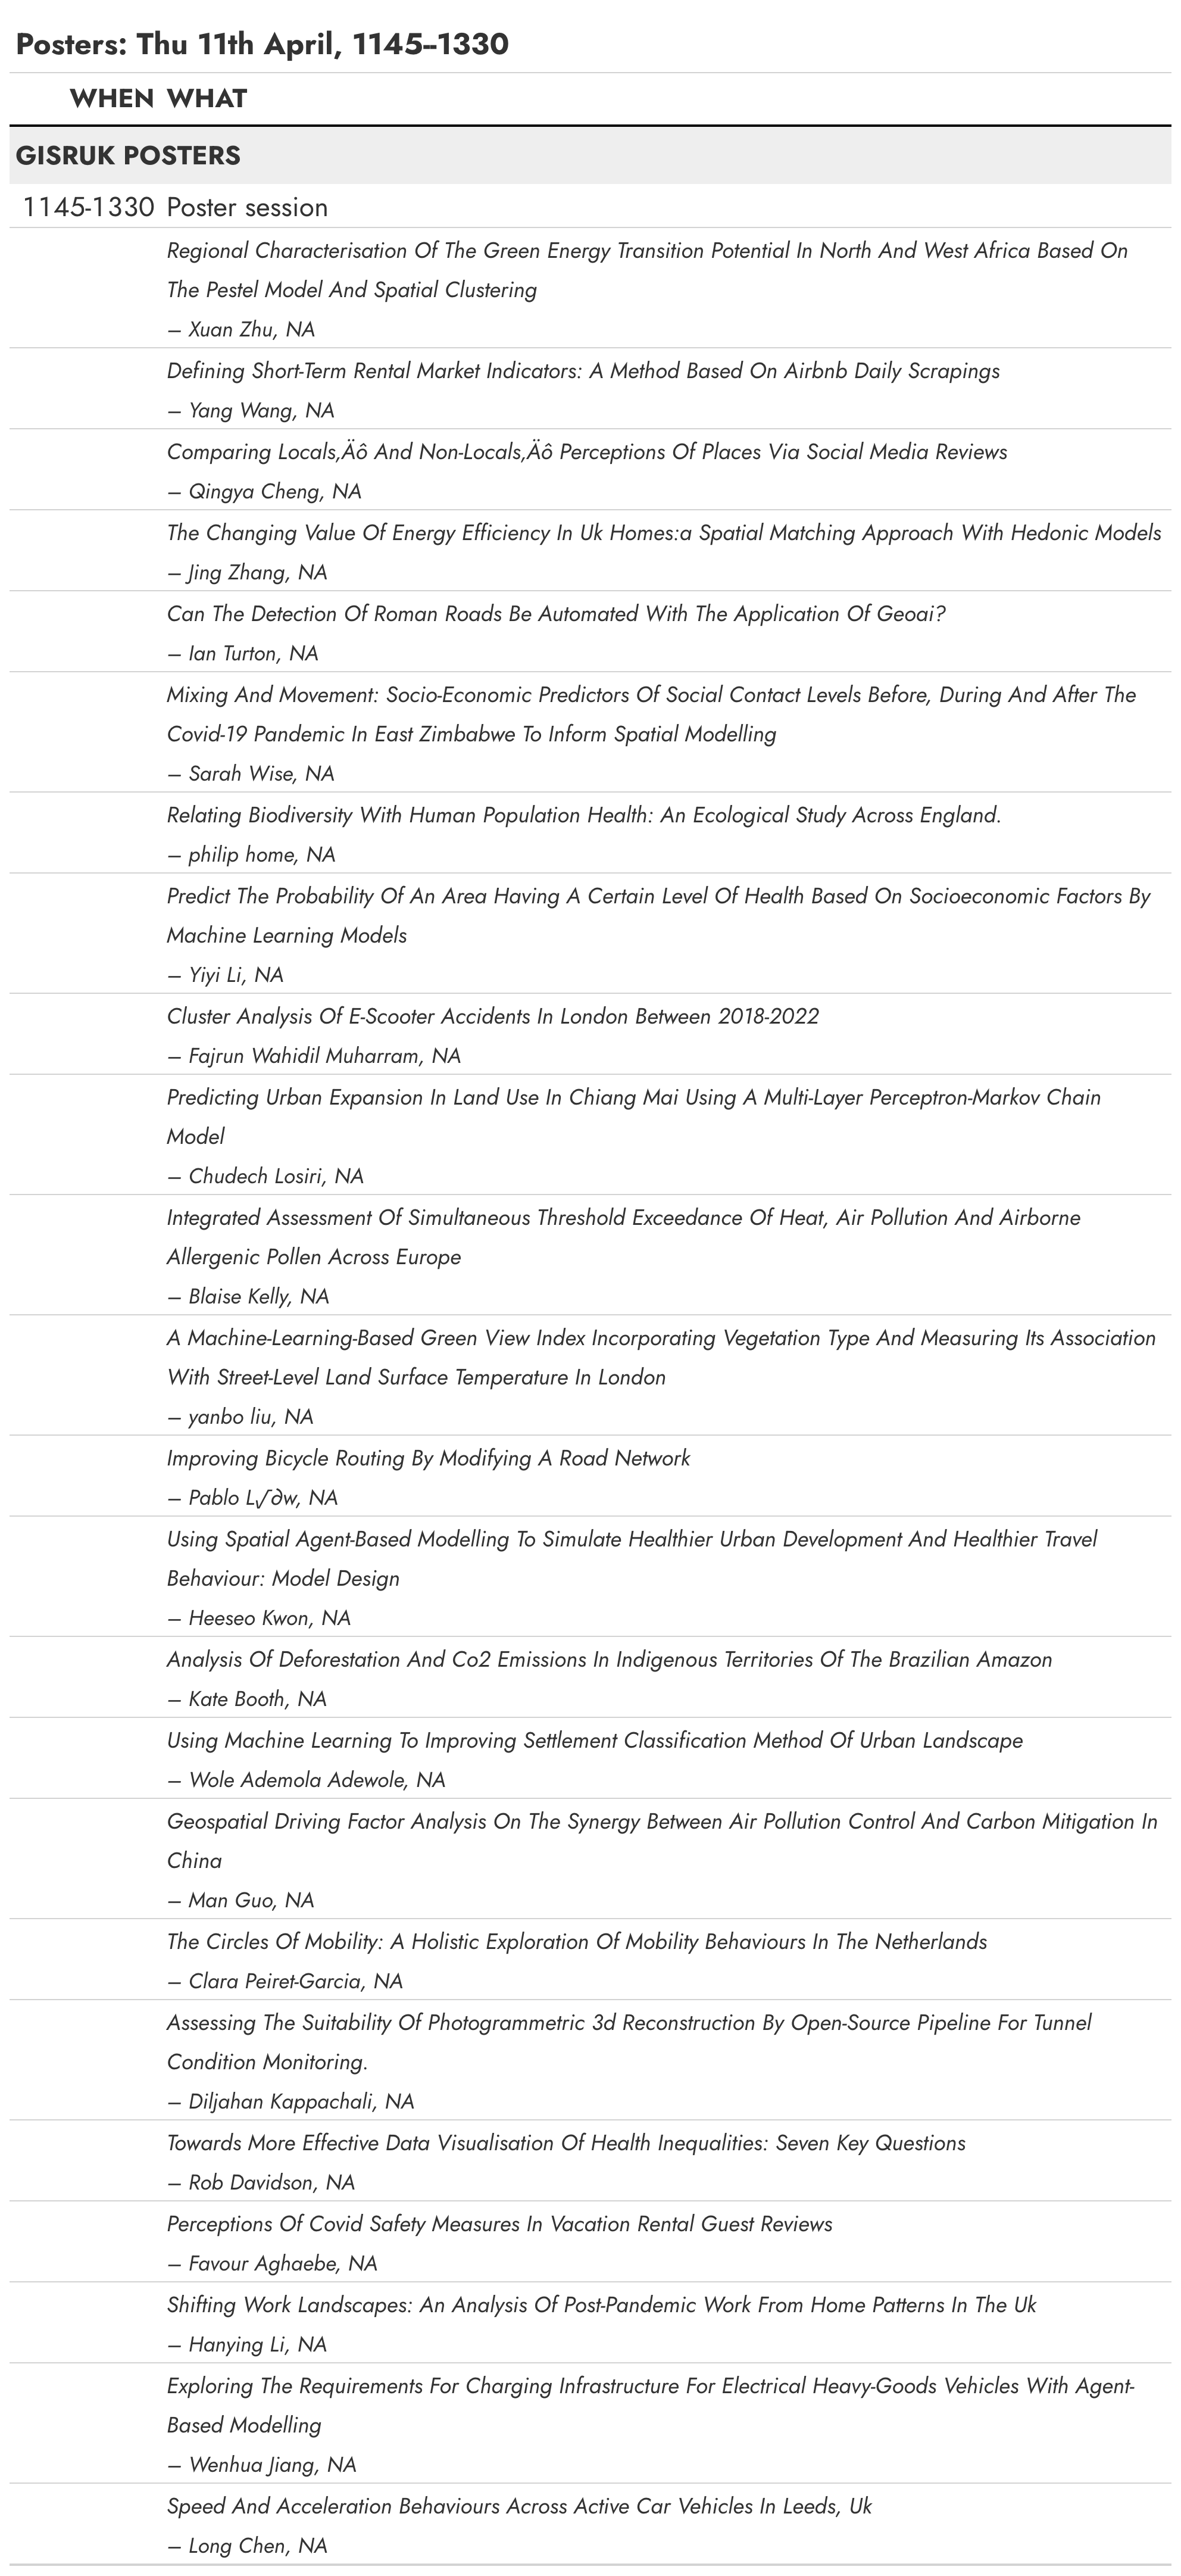 Posters: Thu 11th April, 1145--1330
WHEN WHAT
GISRUK POSTERS
1145-1330 Poster session
Regional Characterisation Of The Green Energy Transition Potential In North And West Africa Based On
The Pestel Model And Spatial Clustering
– Xuan Zhu, NA
Defining Short-Term Rental Market Indicators: A Method Based On Airbnb Daily Scrapings
– Yang Wang, NA
Comparing Locals‚Äô And Non-Locals‚Äô Perceptions Of Places Via Social Media Reviews
– Qingya Cheng, NA
The Changing Value Of Energy Efficiency In Uk Homes:a Spatial Matching Approach With Hedonic Models
– Jing Zhang, NA
Can The Detection Of Roman Roads Be Automated With The Application Of Geoai?
– Ian Turton, NA
Mixing And Movement: Socio-Economic Predictors Of Social Contact Levels Before, During And After The
Covid-19 Pandemic In East Zimbabwe To Inform Spatial Modelling
– Sarah Wise, NA
Relating Biodiversity With Human Population Health: An Ecological Study Across England.
– philip home, NA
Predict The Probability Of An Area Having A Certain Level Of Health Based On Socioeconomic Factors By
Machine Learning Models
– Yiyi Li, NA
Cluster Analysis Of E-Scooter Accidents In London Between 2018-2022
– Fajrun Wahidil Muharram, NA
Predicting Urban Expansion In Land Use In Chiang Mai Using A Multi-Layer Perceptron-Markov Chain
Model
– Chudech Losiri, NA
Integrated Assessment Of Simultaneous Threshold Exceedance Of Heat, Air Pollution And Airborne
Allergenic Pollen Across Europe
– Blaise Kelly, NA
A Machine-Learning-Based Green View Index Incorporating Vegetation Type And Measuring Its Association
With Street-Level Land Surface Temperature In London
– yanbo liu, NA
Improving Bicycle Routing By Modifying A Road Network
– Pablo L√∂w, NA
Using Spatial Agent-Based Modelling To Simulate Healthier Urban Development And Healthier Travel
Behaviour: Model Design
– Heeseo Kwon, NA
Analysis Of Deforestation And Co2 Emissions In Indigenous Territories Of The Brazilian Amazon
– Kate Booth, NA
Using Machine Learning To Improving Settlement Classification Method Of Urban Landscape
– Wole Ademola Adewole, NA
Geospatial Driving Factor Analysis On The Synergy Between Air Pollution Control And Carbon Mitigation In
China
– Man Guo, NA
The Circles Of Mobility: A Holistic Exploration Of Mobility Behaviours In The Netherlands
– Clara Peiret-Garcia, NA
Assessing The Suitability Of Photogrammetric 3d Reconstruction By Open-Source Pipeline For Tunnel
Condition Monitoring.
– Diljahan Kappachali, NA
Towards More Effective Data Visualisation Of Health Inequalities: Seven Key Questions
– Rob Davidson, NA
Perceptions Of Covid Safety Measures In Vacation Rental Guest Reviews
– Favour Aghaebe, NA
Shifting Work Landscapes: An Analysis Of Post-Pandemic Work From Home Patterns In The Uk
– Hanying Li, NA
Exploring The Requirements For Charging Infrastructure For Electrical Heavy-Goods Vehicles With Agent-
Based Modelling
– Wenhua Jiang, NA
Speed And Acceleration Behaviours Across Active Car Vehicles In Leeds, Uk
– Long Chen, NA